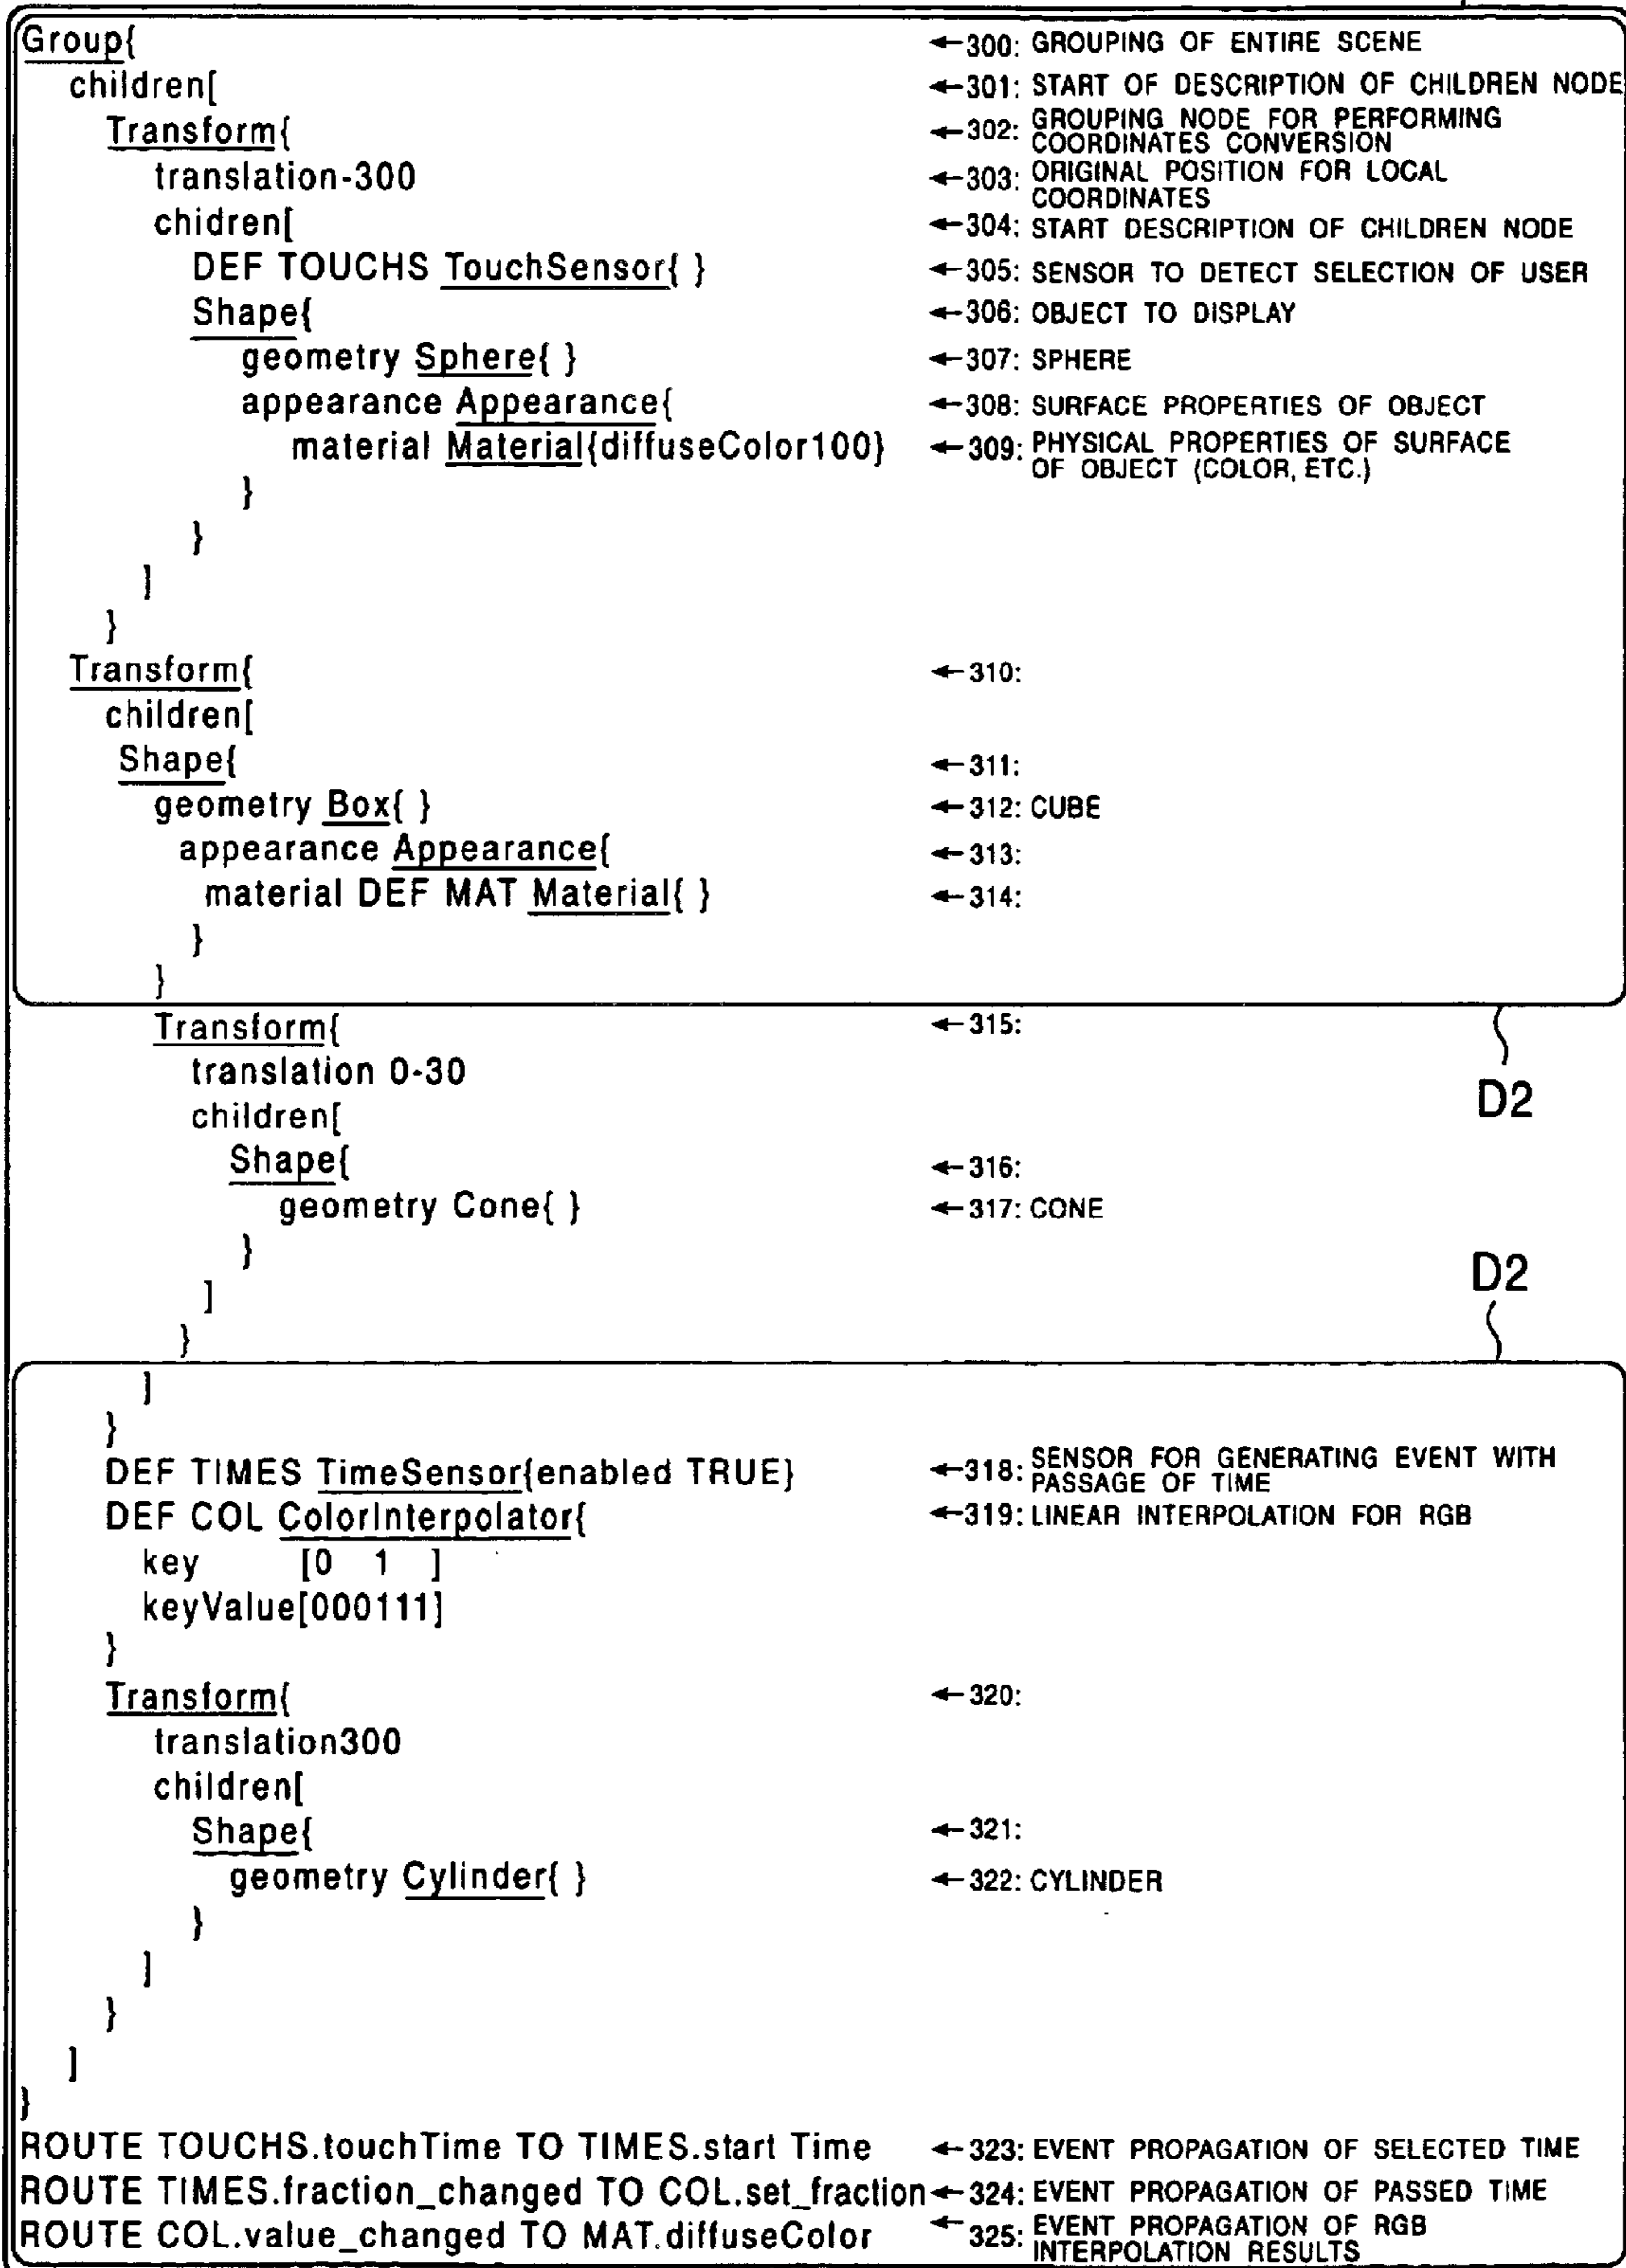 Group{ ←300: GROUPING OF ENTIRE SCENE
children[ ←301: START OF DESCRIPTION OF CHILDREN NODE
Transform{ ←302: GROUPING NODE FOR PERFORMING
COORDINATES CONVERSION
translation-300 ←303: ORIGINAL POSITION FOR LOCAL
COORDINATES
chidren[ ←304: START DESCRIPTION OF CHILDREN NODE
DEF TOUCHS TouchSensor{ } ←305: SENSOR TO DETECT SELECTION OF USER
Shape{ ←306: OBJECT TO DISPLAY
geometry Sphere{ } ←307: SPHERE
appearance Appearance{ ←308: SURFACE PROPERTIES OF OBJECT
material Material{diffuseColor100} ←309: PHYSICAL PROPERTIES OF SURFACE
OF OBJECT (COLOR, ETC.)
}
}
]
}
Transform{ ←310:
children[
Shape{ ←311:
geometry Box{ } ←312: CUBE
appearance Appearance{ ←313:
material DEF MAT Material{ } ←314:
}
}
Transform{ ←315:
translation 0-30
D2
children[
Shape{ ←316:
geometry Cone{ } ←317: CONE
}
D2
]
}
]
}
DEF TIMES TimeSensor{enabled TRUE} ←318: SENSOR FOR GENERATING EVENT WITH
PASSAGE OF TIME
DEF COL ColorInterpolator{ ←319: LINEAR INTERPOLATION FOR RGB
key [0 1 ]
keyValue[000111]
}
Transform{ ←320:
translation300
children[
Shape{ ←321:
geometry Cylinder{ } ←322: CYLINDER
}
]
}
]
}
ROUTE TOUCHS.touchTime TO TIMES.start Time ←323: EVENT PROPAGATION OF SELECTED TIME
ROUTE TIMES.fraction_changed TO COL.set_fraction ←324: EVENT PROPAGATION OF PASSED TIME
ROUTE COL.value_changed TO MAT.diffuseColor ←325: EVENT PROPAGATION OF RGB
INTERPOLATION RESULTS